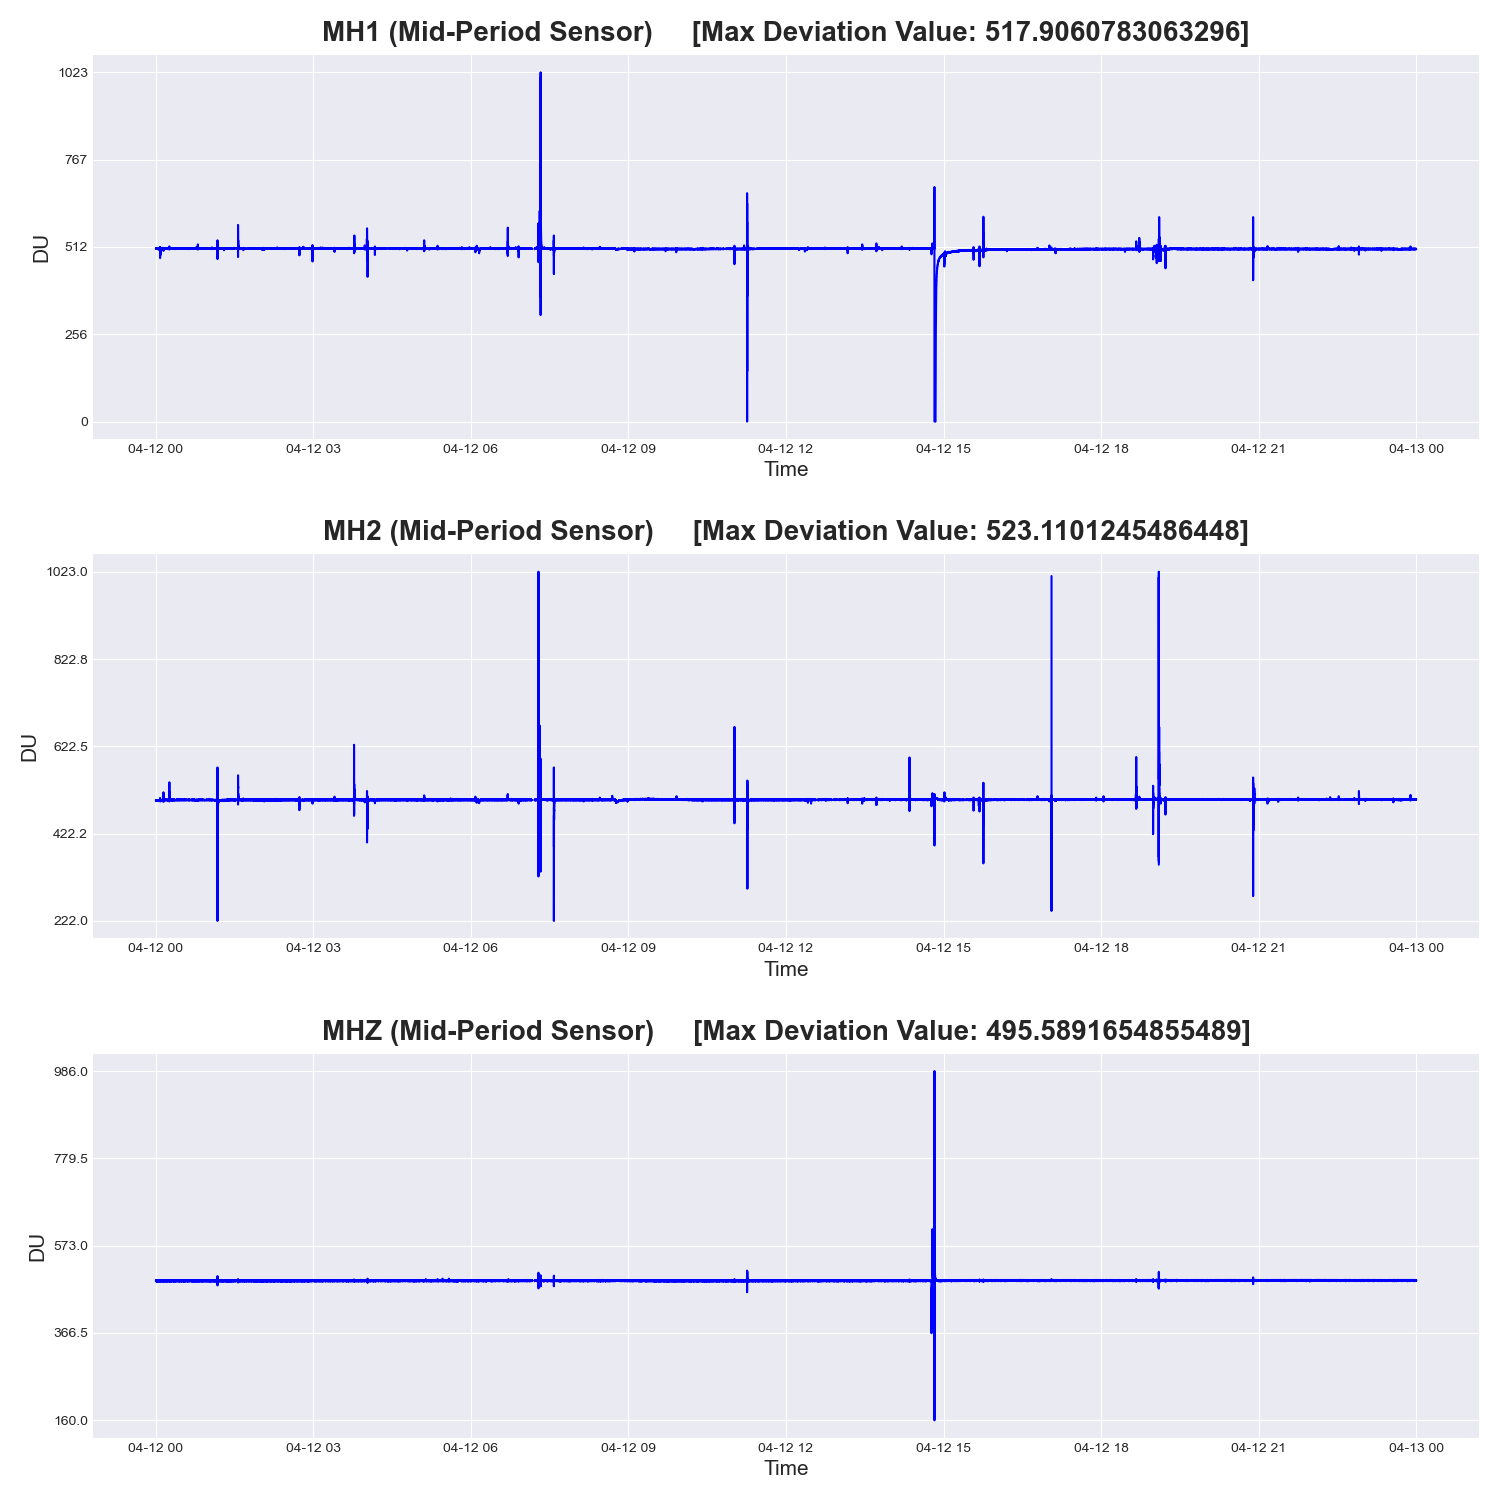 MH1 (Mid-Period Sensor)     [Max Deviation Value: 517.9060783063296]
1023
767
512
256
0
DU
04-12 00 04-12 03 04-12 06 04-12 09 04-12 12 04-12 15 04-12 18 04-12 21 04-13 00
Time
MH2 (Mid-Period Sensor)     [Max Deviation Value: 523.1101245486448]
1023.0
822.8
622.5
422.2
222.0
DU
04-12 00 04-12 03 04-12 06 04-12 09 04-12 12 04-12 15 04-12 18 04-12 21 04-13 00
Time
MHZ (Mid-Period Sensor)     [Max Deviation Value: 495.5891654855489]
986.0
779.5
573.0
366.5
160.0
DU
04-12 00 04-12 03 04-12 06 04-12 09 04-12 12 04-12 15 04-12 18 04-12 21 04-13 00
Time